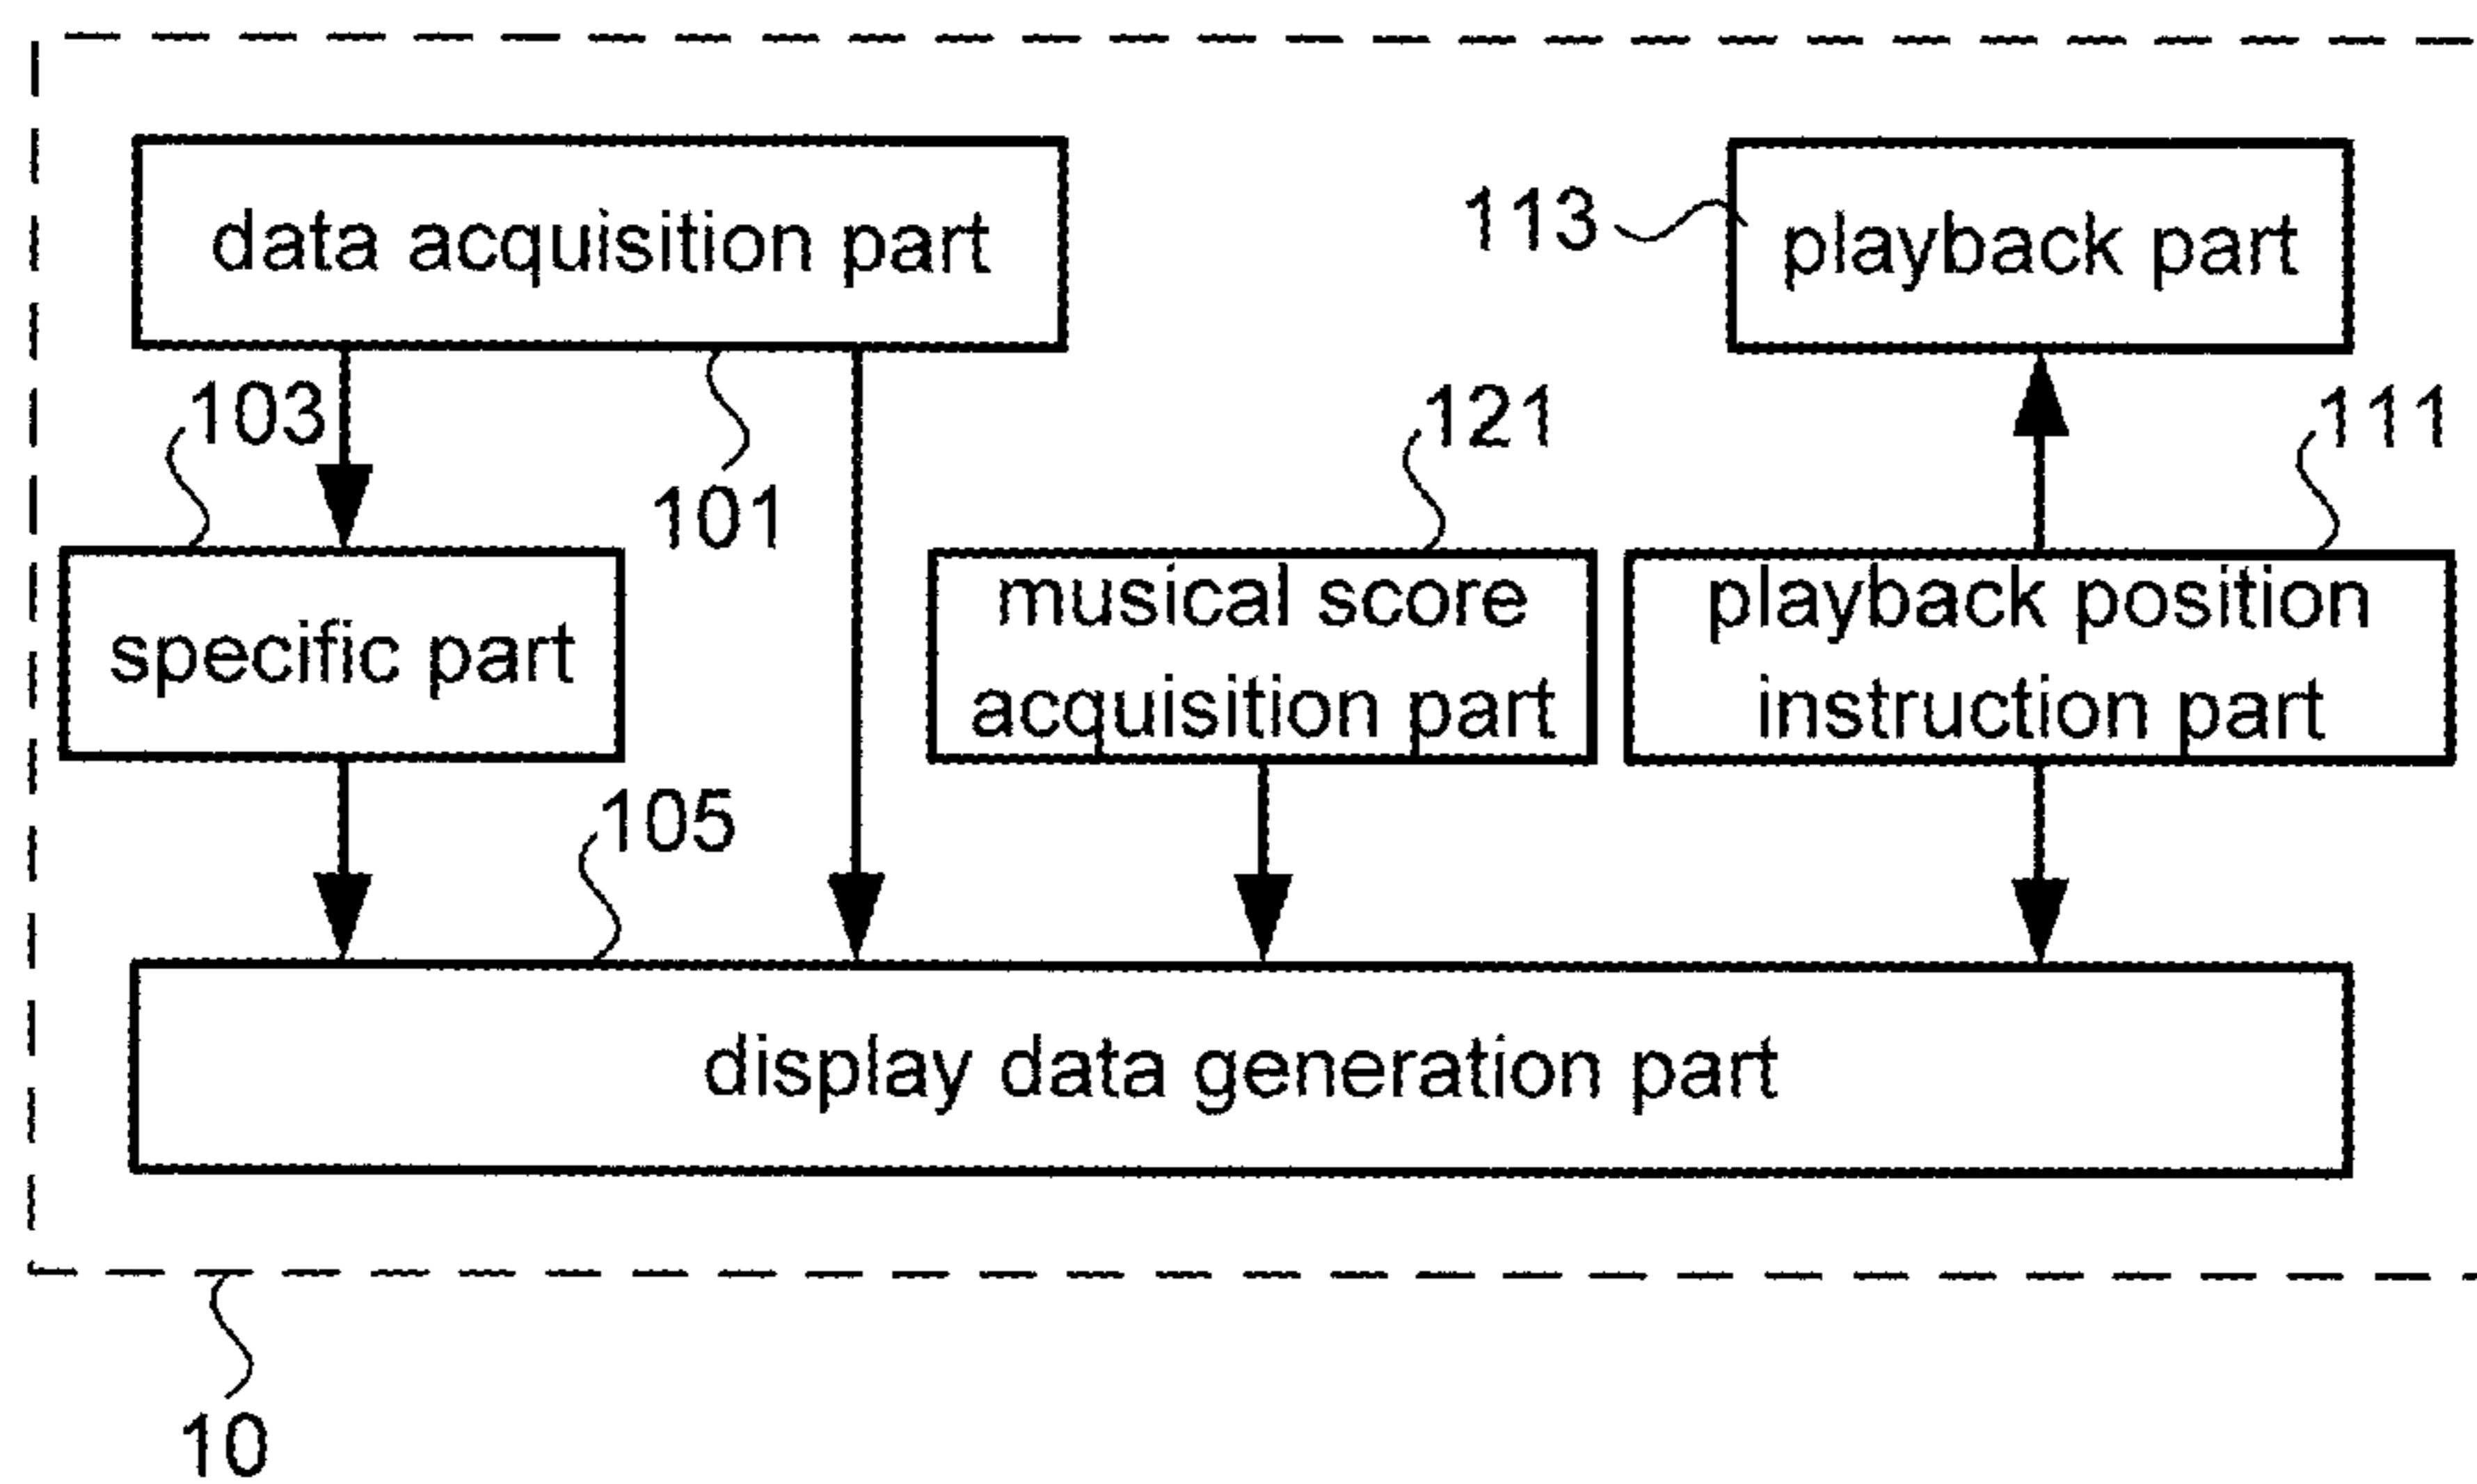 data acquisition part
113
playback part
103
101
121
111
specific part
musical score
acquisition part
playback position
instruction part
105
display data generation part
10